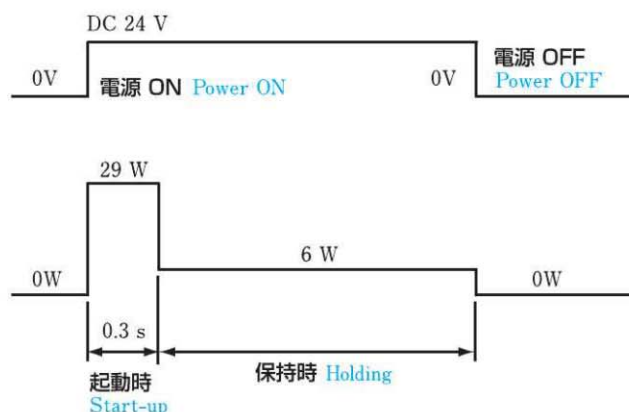 DC 24 V
0V
電源 ON Power ON
0V
電源 OFF
Power OFF
29 W
0W
6 W
0W
0.3 s
起動時
Start-up
保持時 Holding